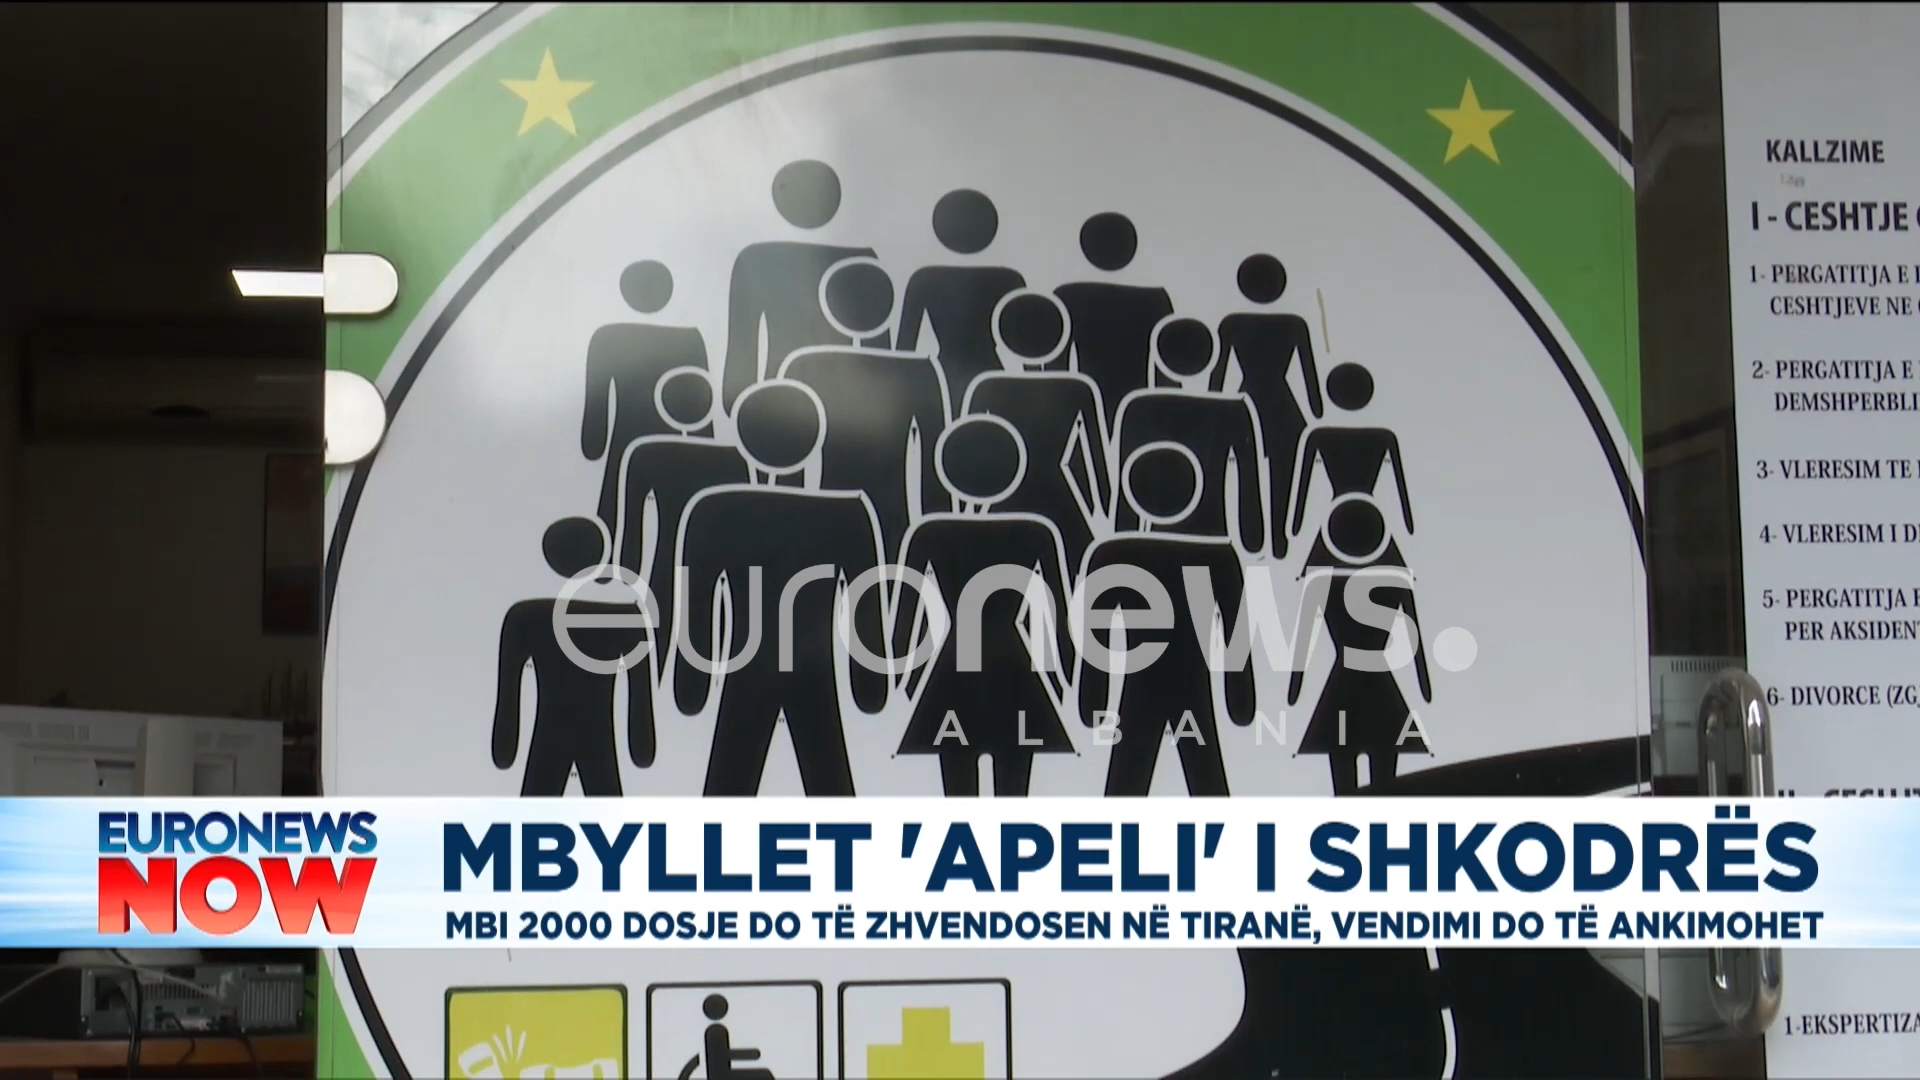 KALLZIME
I - CESHTJE
1- PERGATITJA E
CESHTJEVE NE
2- PERGATITJA E
DEMSHPERBLI
3- VLERESIM TE
4- VLERESIM I
5- PERGATITJA
PER AKSIDEN
6- DIVORCE (ZG
1-EKSPERTIZA
euronews.
ALBANIA
EURONEWS
NOW
MBYLLET 'APELI' I SHKODRËS
MBI 2000 DOSJE DO TË ZHVENDOSEN NË TIRANË, VENDIMI DO TË ANKIMOHET